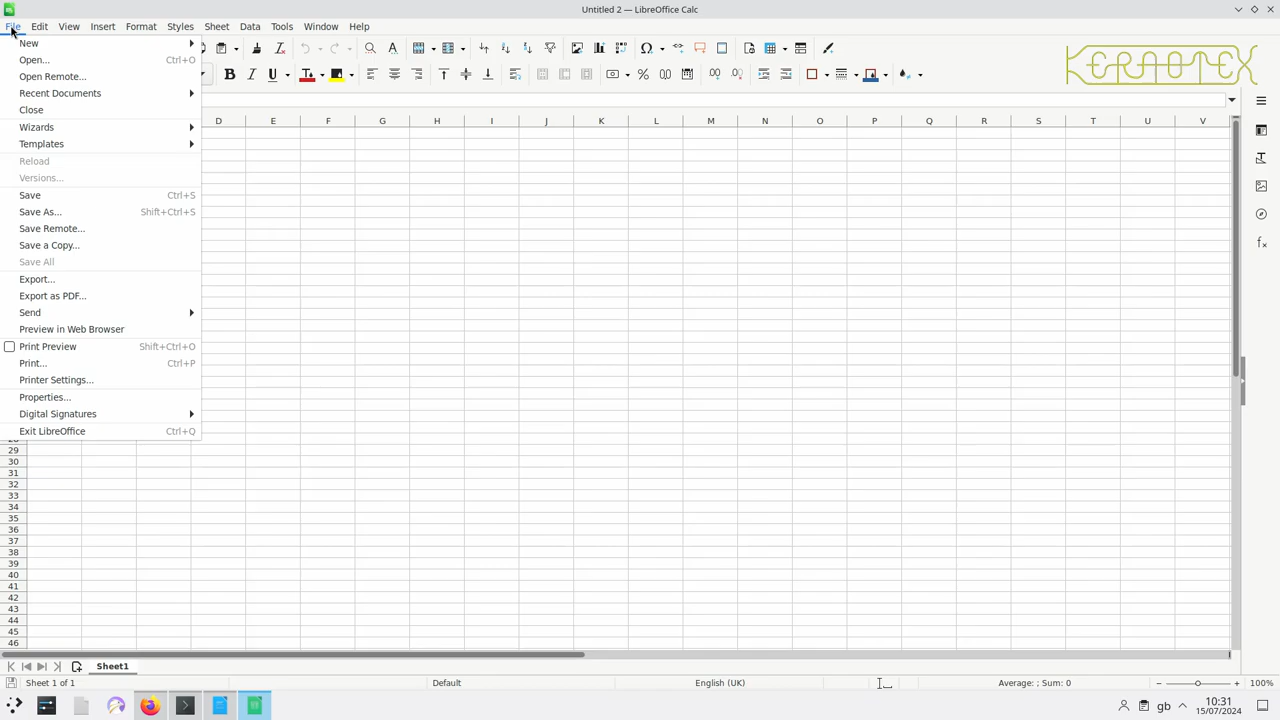 Untitled 2 — LibreOffice Calc
File Edit View Insert Format Styles Sheet Data Tools Window Help
New
Open... Ctrl+O
Open Remote...
Recent Documents
Close
Wizards
Templates
Reload
Versions...
Save Ctrl+S
Save As... Shift+Ctrl+S
Save Remote...
Save a Copy...
Save All
Export...
Export as PDF...
Send
Preview in Web Browser
Print Preview Shift+Ctrl+O
Print... Ctrl+P
Printer Settings...
Properties...
Digital Signatures
Exit LibreOffice Ctrl+Q
KERAOTEX
D E F G H I J K L M N O P Q R S T U V
29
30
31
32
33
34
35
36
37
38
39
40
41
42
43
44
45
46
Sheet1
Sheet 1 of 1 Default English (UK) Average: ; Sum: 0 100%
gb 10:31
15/07/2024